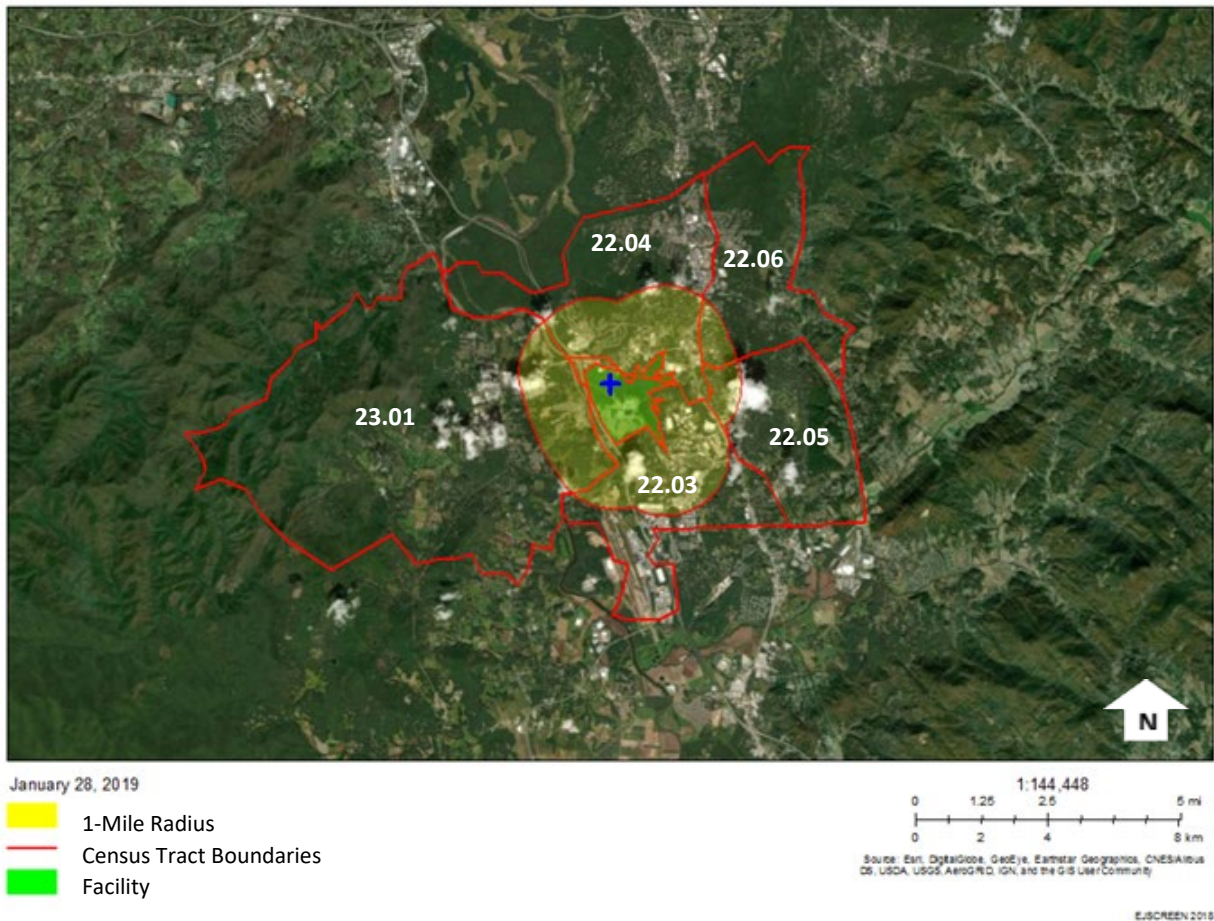 22.04
22.06
23.01
22.05
22.03
N
January 28, 2019
1-Mile Radius
Census Tract Boundaries
Facility
1:144,448
0 1.25 2.5 5 mi
0 2 4 8 km
Source: Esri, DigitalGlobe, GeoEye, Earthstar Geographics, CNES/Airbus
DS, USDA, USGS, AeroGRID, IGN, and the GIS User Community
EJSCREEN 2018